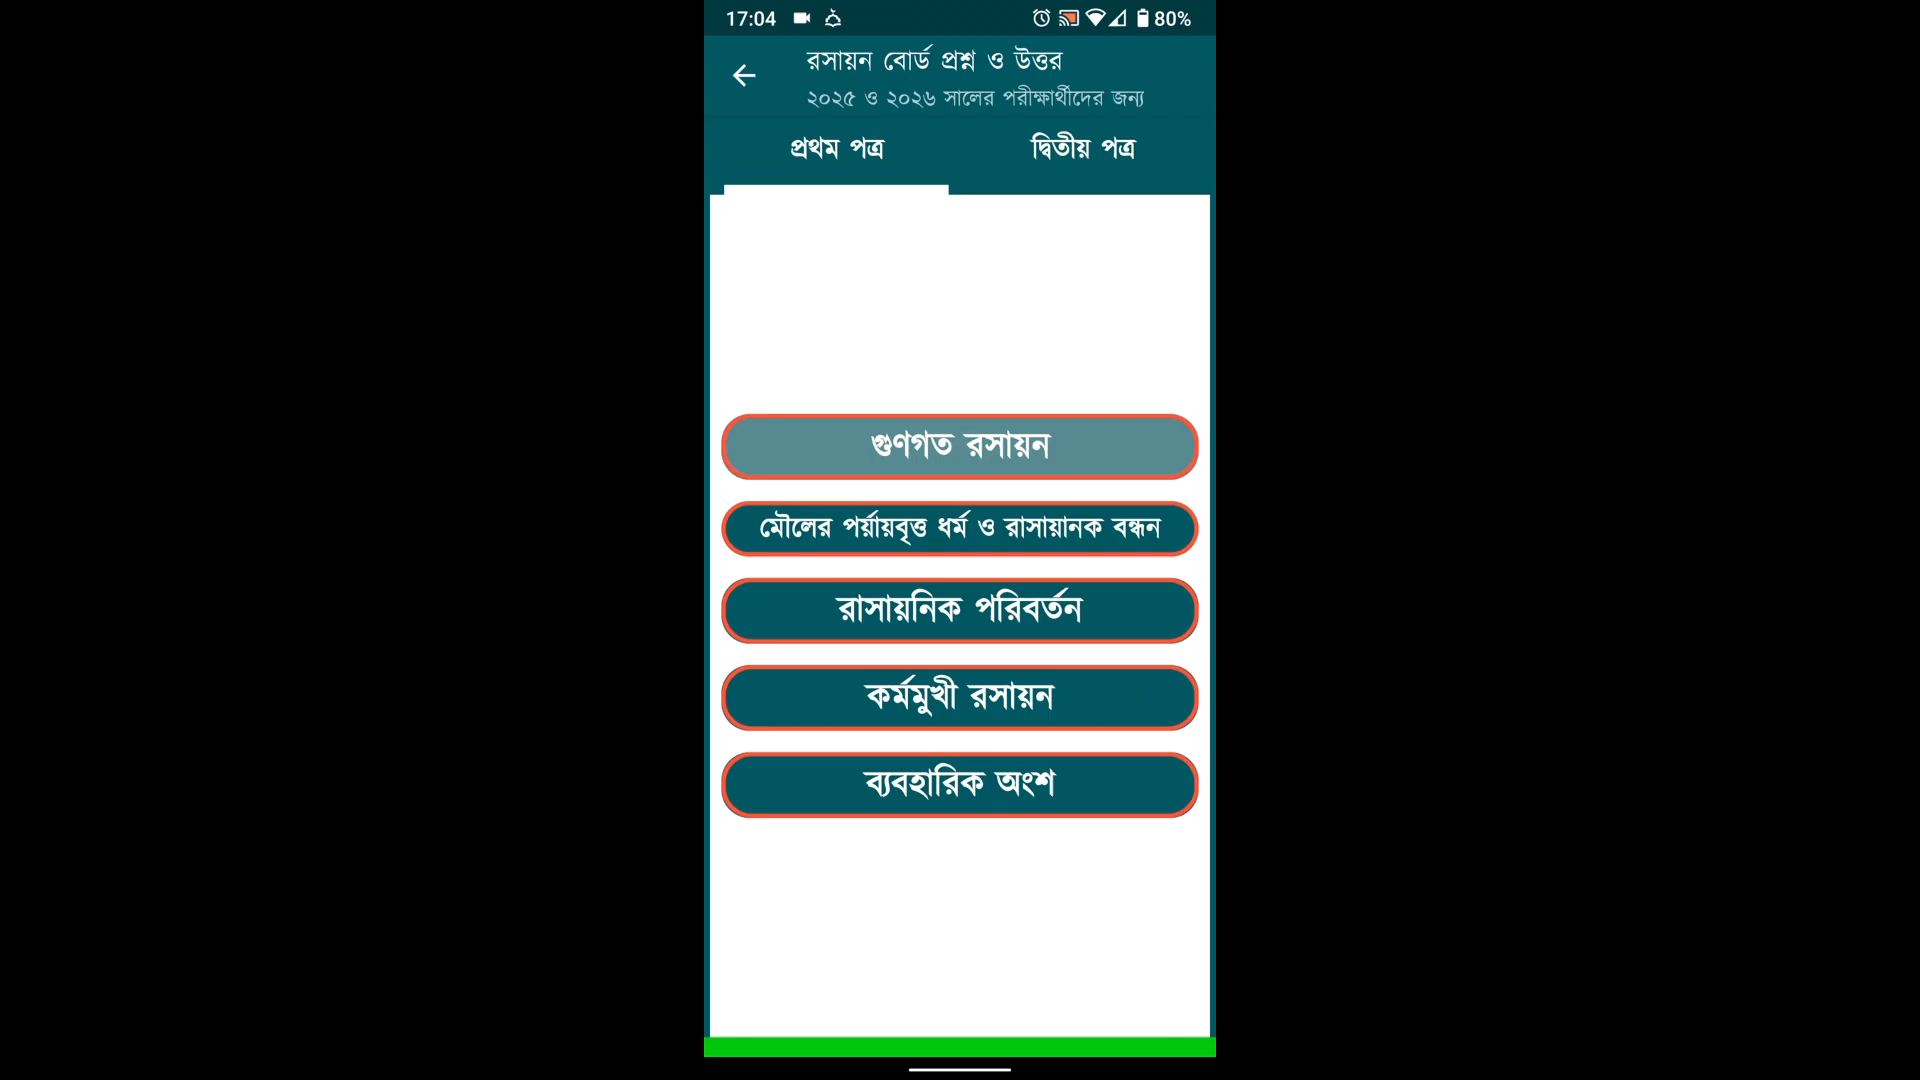 17:04
80%
রসায়ন বোর্ড প্রশ্ন ও উত্তর
২০২৫ ও ২০২৬ সালের পরীক্ষার্থীদের জন্য
প্রথম পত্র
দ্বিতীয় পত্র
গুণগত রসায়ন
মৌলের পর্যায়বৃত্ত ধর্ম ও রাসায়ানক বন্ধন
রাসায়নিক পরিবর্তন
কর্মমুখী রসায়ন
ব্যবহারিক অংশ